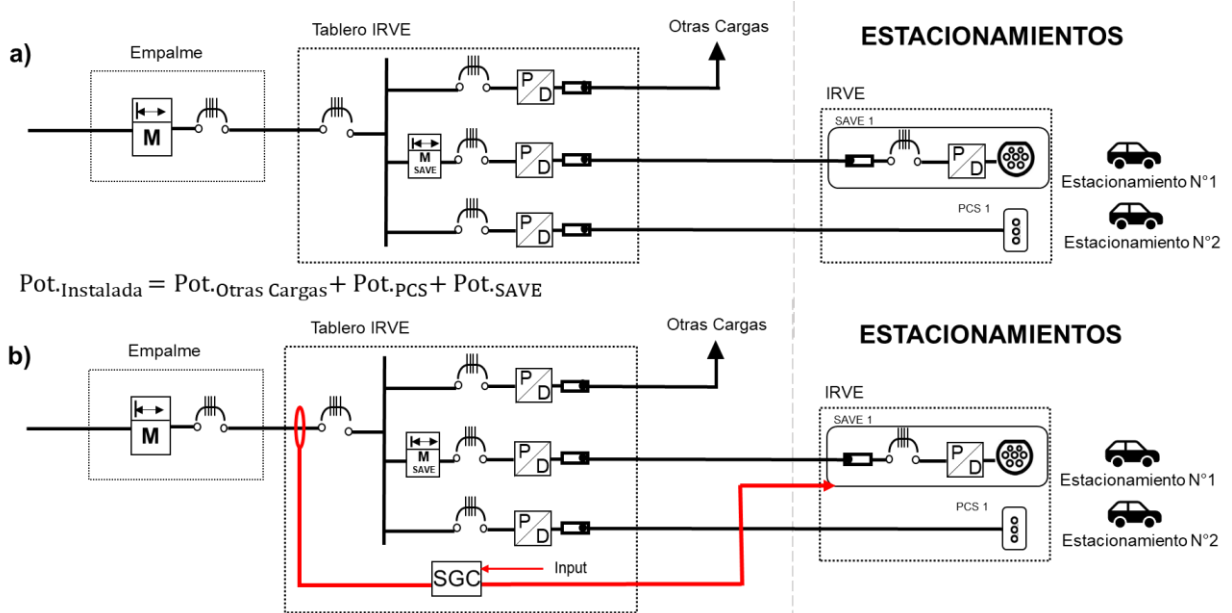 a)
Empalme
M
Tablero IRVE
P
D
Otras Cargas
M
SAVE
P
D
P
D
ESTACIONAMIENTOS
IRVE
SAVE 1
P
D
Estacionamiento N°1
PCS 1
Estacionamiento N°2
Pot.Instalada = Pot.Otras Cargas + Pot.PCS + Pot.SAVE
b)
Empalme
M
Tablero IRVE
P
D
Otras Cargas
M
SAVE
P
D
P
D
SGC
Input
ESTACIONAMIENTOS
IRVE
SAVE 1
P
D
Estacionamiento N°1
PCS 1
Estacionamiento N°2